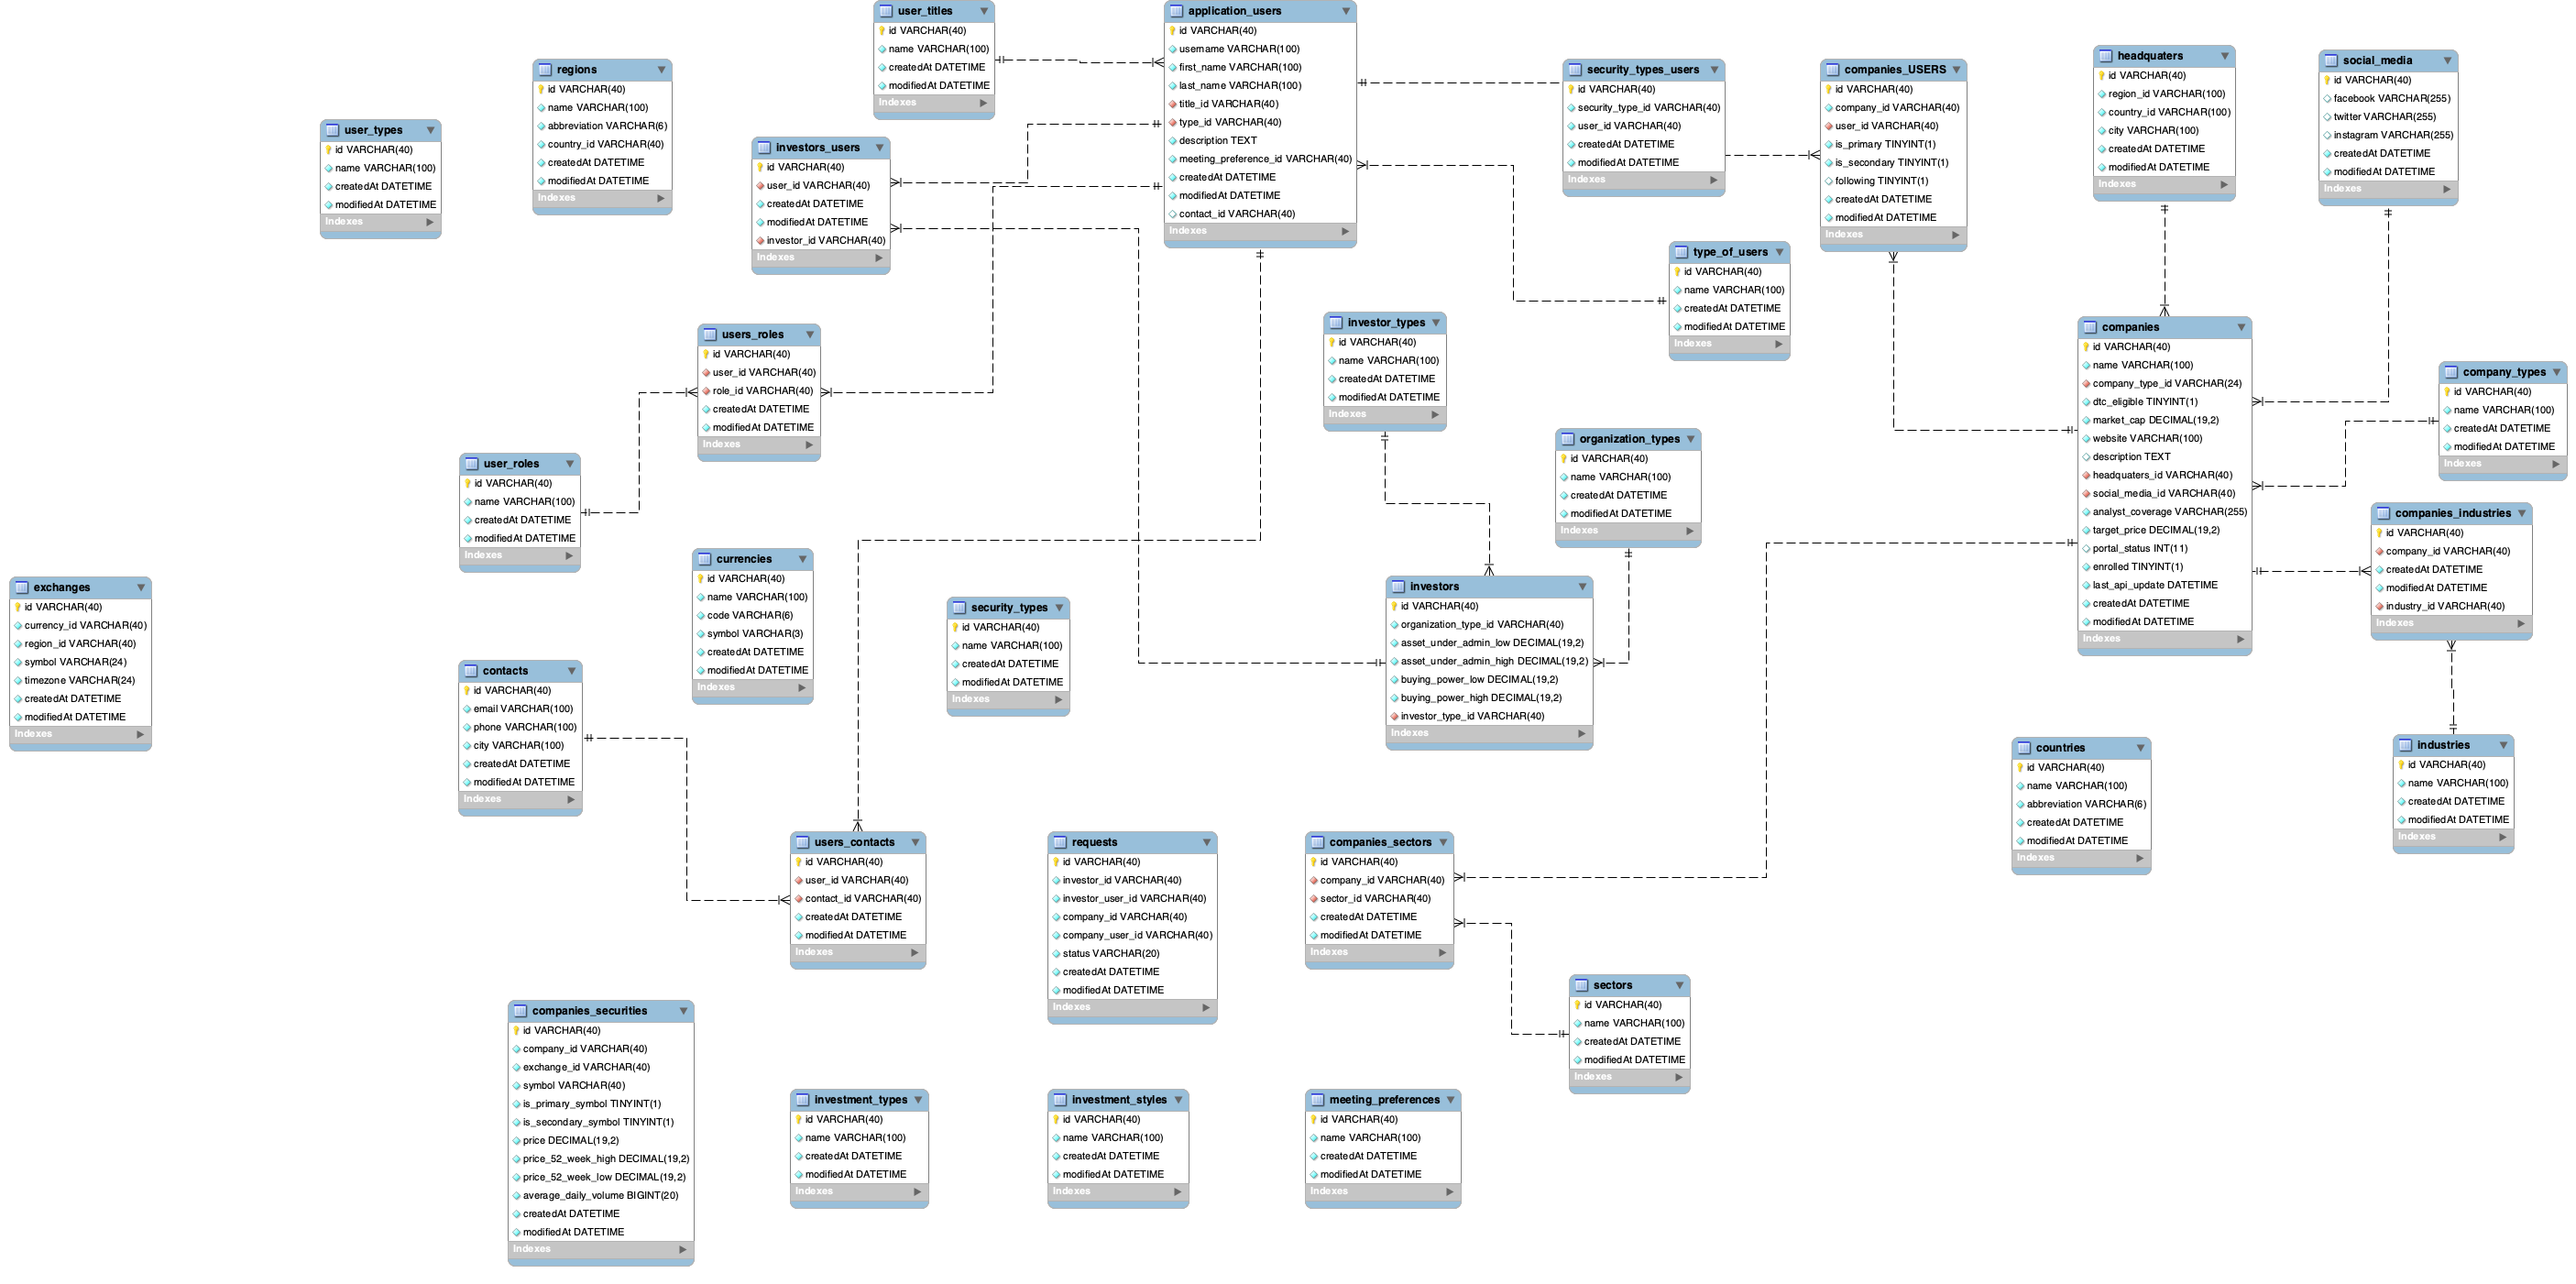 user_titles
id VARCHAR(40)
name VARCHAR(100)
createdAt DATETIME
modifiedAt DATETIME
Indexes
application_users
id VARCHAR(40)
username VARCHAR(100)
first_name VARCHAR(100)
last_name VARCHAR(100)
title_id VARCHAR(40)
type_id VARCHAR(40)
description TEXT
meeting_preference_id VARCHAR(40)
createdAt DATETIME
modifiedAt DATETIME
contact_id VARCHAR(40)
Indexes
regions
id VARCHAR(40)
name VARCHAR(100)
abbreviation VARCHAR(6)
country_id VARCHAR(40)
createdAt DATETIME
modifiedAt DATETIME
Indexes
security_types_users
id VARCHAR(40)
security_type_id VARCHAR(40)
user_id VARCHAR(40)
createdAt DATETIME
modifiedAt DATETIME
Indexes
companies_USERS
id VARCHAR(40)
company_id VARCHAR(40)
user_id VARCHAR(40)
is_primary TINYINT(1)
is_secondary TINYINT(1)
following TINYINT(1)
createdAt DATETIME
modifiedAt DATETIME
Indexes
headquaters
id VARCHAR(40)
region_id VARCHAR(100)
country_id VARCHAR(100)
city VARCHAR(100)
createdAt DATETIME
modifiedAt DATETIME
Indexes
social_media
id VARCHAR(40)
facebook VARCHAR(255)
twitter VARCHAR(255)
instagram VARCHAR(255)
createdAt DATETIME
modifiedAt DATETIME
Indexes
user_types
id VARCHAR(40)
name VARCHAR(100)
createdAt DATETIME
modifiedAt DATETIME
Indexes
investors_users
id VARCHAR(40)
user_id VARCHAR(40)
createdAt DATETIME
modifiedAt DATETIME
investor_id VARCHAR(40)
Indexes
type_of_users
id VARCHAR(40)
name VARCHAR(100)
createdAt DATETIME
modifiedAt DATETIME
Indexes
users_roles
id VARCHAR(40)
user_id VARCHAR(40)
role_id VARCHAR(40)
createdAt DATETIME
modifiedAt DATETIME
Indexes
investor_types
id VARCHAR(40)
name VARCHAR(100)
createdAt DATETIME
modifiedAt DATETIME
Indexes
companies
id VARCHAR(40)
name VARCHAR(100)
company_type_id VARCHAR(24)
dtc_eligible TINYINT(1)
market_cap DECIMAL(19,2)
website VARCHAR(100)
description TEXT
headquaters_id VARCHAR(40)
social_media_id VARCHAR(40)
analyst_coverage VARCHAR(255)
target_price DECIMAL(19,2)
portal_status INT(11)
enrolled TINYINT(1)
last_api_update DATETIME
createdAt DATETIME
modifiedAt DATETIME
Indexes
company_types
id VARCHAR(40)
name VARCHAR(100)
createdAt DATETIME
modifiedAt DATETIME
Indexes
user_roles
id VARCHAR(40)
name VARCHAR(100)
createdAt DATETIME
modifiedAt DATETIME
Indexes
organization_types
id VARCHAR(40)
name VARCHAR(100)
createdAt DATETIME
modifiedAt DATETIME
Indexes
companies_industries
id VARCHAR(40)
company_id VARCHAR(40)
createdAt DATETIME
modifiedAt DATETIME
industry_id VARCHAR(40)
Indexes
exchanges
id VARCHAR(40)
currency_id VARCHAR(40)
region_id VARCHAR(40)
symbol VARCHAR(24)
timezone VARCHAR(24)
createdAt DATETIME
modifiedAt DATETIME
Indexes
currencies
id VARCHAR(40)
name VARCHAR(100)
code VARCHAR(6)
symbol VARCHAR(3)
createdAt DATETIME
modifiedAt DATETIME
Indexes
security_types
id VARCHAR(40)
name VARCHAR(100)
createdAt DATETIME
modifiedAt DATETIME
Indexes
investors
id VARCHAR(40)
organization_type_id VARCHAR(40)
asset_under_admin_low DECIMAL(19,2)
asset_under_admin_high DECIMAL(19,2)
buying_power_low DECIMAL(19,2)
buying_power_high DECIMAL(19,2)
investor_type_id VARCHAR(40)
Indexes
contacts
id VARCHAR(40)
email VARCHAR(100)
phone VARCHAR(100)
city VARCHAR(100)
createdAt DATETIME
modifiedAt DATETIME
Indexes
countries
id VARCHAR(40)
name VARCHAR(100)
abbreviation VARCHAR(6)
createdAt DATETIME
modifiedAt DATETIME
Indexes
industries
id VARCHAR(40)
name VARCHAR(100)
createdAt DATETIME
modifiedAt DATETIME
Indexes
users_contacts
id VARCHAR(40)
user_id VARCHAR(40)
contact_id VARCHAR(40)
createdAt DATETIME
modifiedAt DATETIME
Indexes
requests
id VARCHAR(40)
investor_id VARCHAR(40)
investor_user_id VARCHAR(40)
company_id VARCHAR(40)
company_user_id VARCHAR(40)
status VARCHAR(20)
createdAt DATETIME
modifiedAt DATETIME
Indexes
companies_sectors
id VARCHAR(40)
company_id VARCHAR(40)
sector_id VARCHAR(40)
createdAt DATETIME
modifiedAt DATETIME
Indexes
sectors
id VARCHAR(40)
name VARCHAR(100)
createdAt DATETIME
modifiedAt DATETIME
Indexes
companies_securities
id VARCHAR(40)
company_id VARCHAR(40)
exchange_id VARCHAR(40)
symbol VARCHAR(40)
is_primary_symbol TINYINT(1)
is_secondary_symbol TINYINT(1)
price DECIMAL(19,2)
price_52_week_high DECIMAL(19,2)
price_52_week_low DECIMAL(19,2)
average_daily_volume BIGINT(20)
createdAt DATETIME
modifiedAt DATETIME
Indexes
investment_types
id VARCHAR(40)
name VARCHAR(100)
createdAt DATETIME
modifiedAt DATETIME
Indexes
investment_styles
id VARCHAR(40)
name VARCHAR(100)
createdAt DATETIME
modifiedAt DATETIME
Indexes
meeting_preferences
id VARCHAR(40)
name VARCHAR(100)
createdAt DATETIME
modifiedAt DATETIME
Indexes